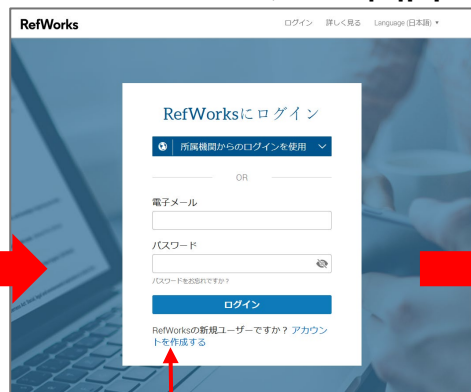 RefWorks
ログイン 詳しく見る Language (日本語) ▾
RefWorksにログイン
所属機関からのログインを使用
OR
電子メール
パスワード
パスワードをお忘れですか?
ログイン
RefWorksの新規ユーザーですか? アカウン
トを作成する